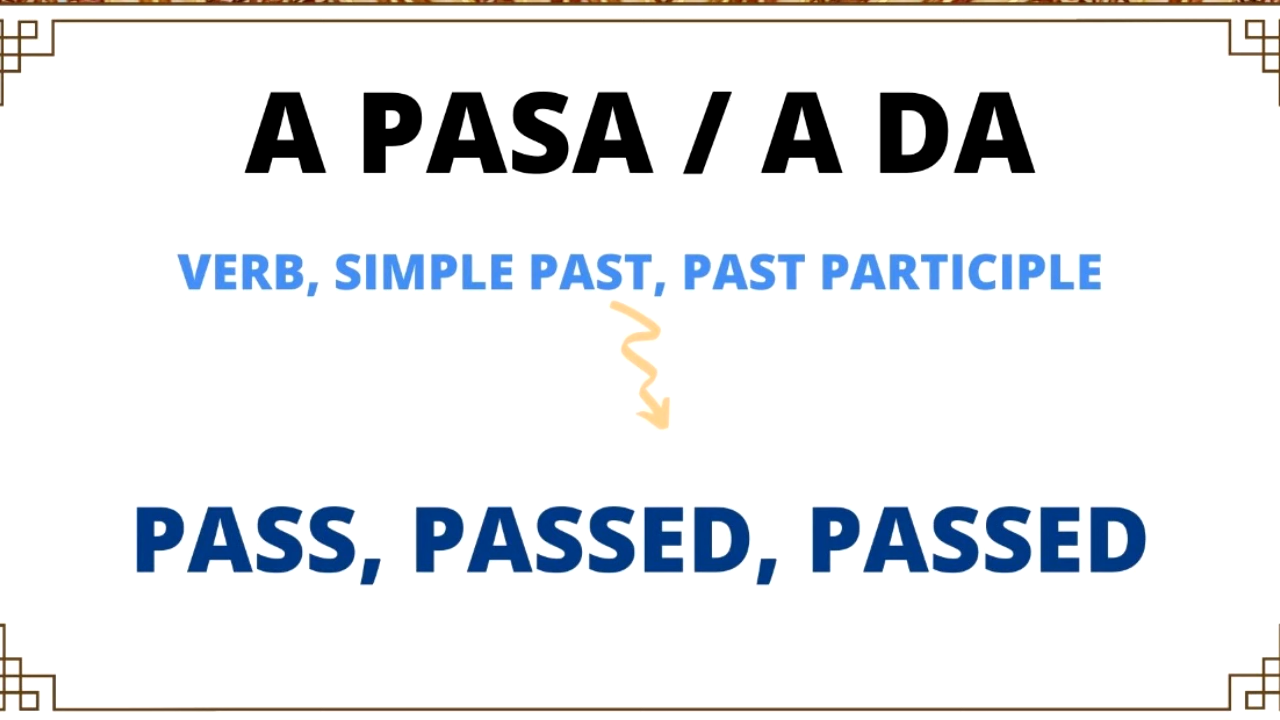 A PASA / A DA
VERB, SIMPLE PAST, PAST PARTICIPLE
PASS, PASSED, PASSED